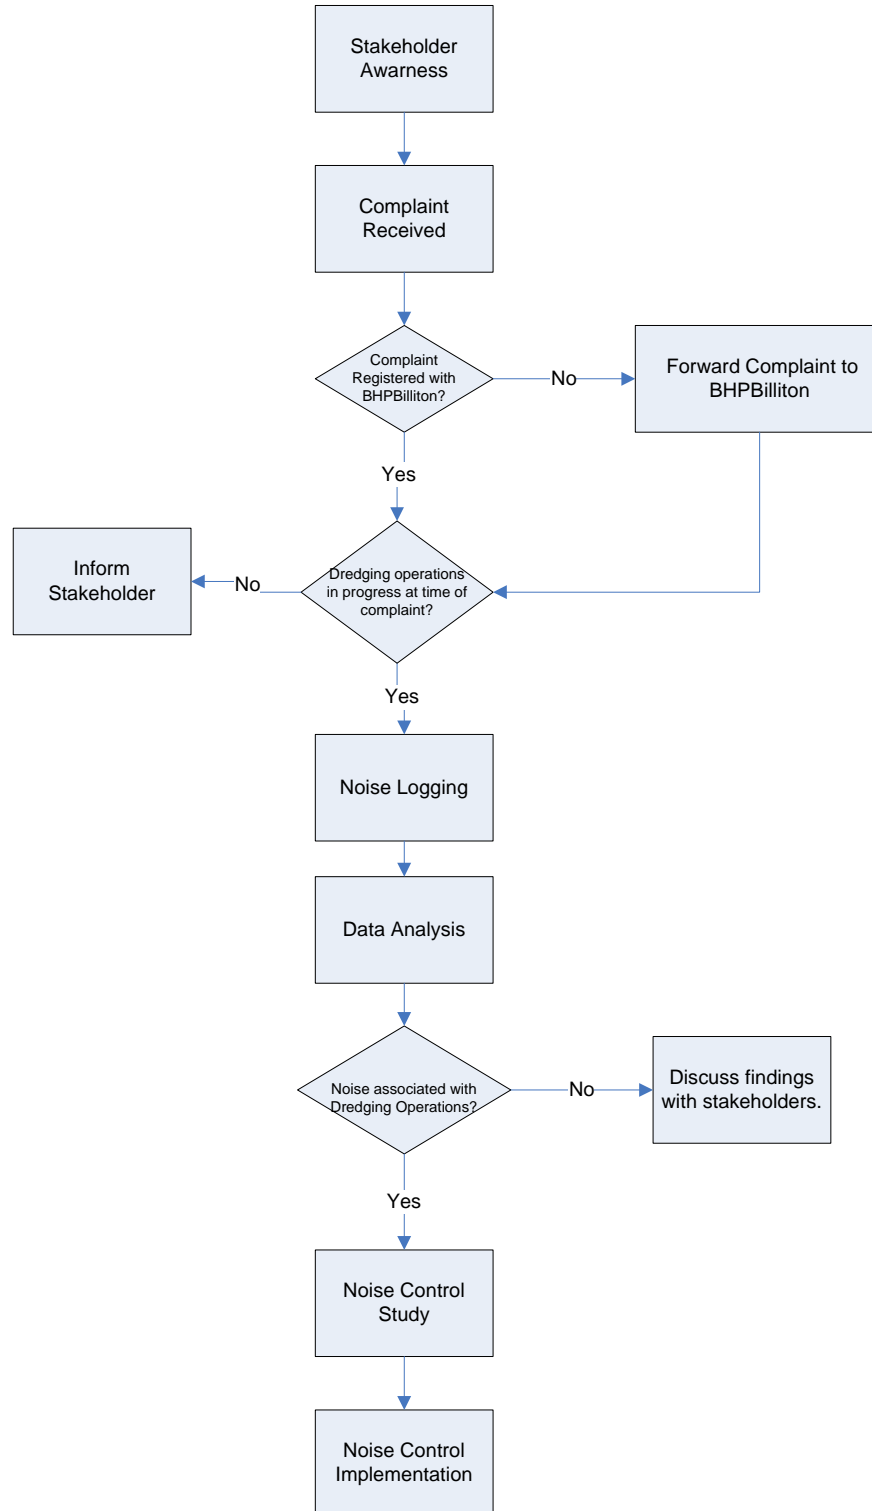 Stakeholder
Awarness
Complaint
Received
Complaint
Registered with
BHPBilliton?
No
Forward Complaint to
BHPBilliton
Yes
Inform
Stakeholder
No
Dredging operations
in progress at time of
complaint?
Yes
Noise Logging
Data Analysis
Noise associated with
Dredging Operations?
No
Discuss findings
with stakeholders.
Yes
Noise Control
Study
Noise Control
Implementation